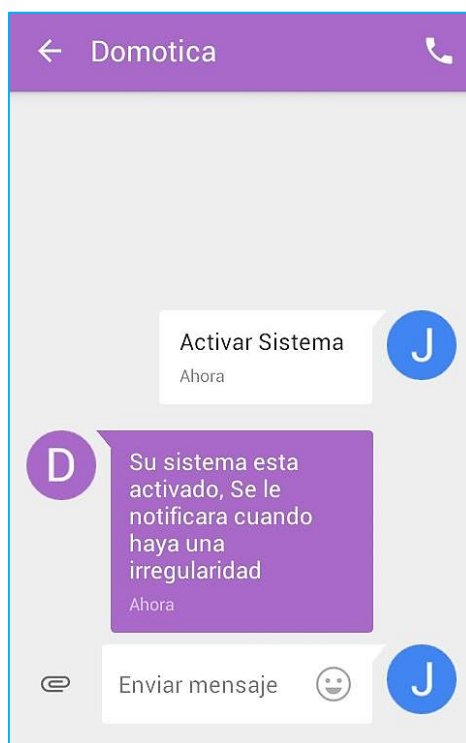 Domotica
Activar Sistema
J
Ahora
D
Su sistema esta
activado, Se le
notificara cuando
haya una
irregularidad
Ahora
Enviar mensaje
J